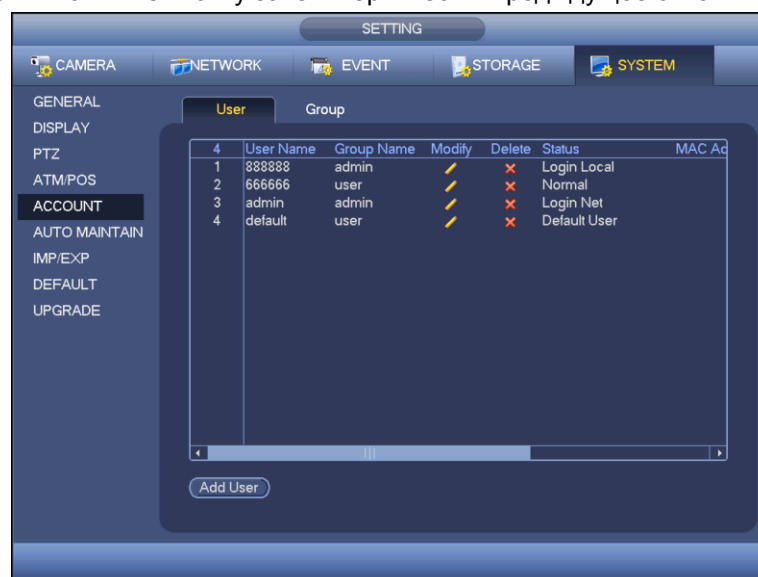 SETTING
CAMERA NETWORK EVENT STORAGE SYSTEM
GENERAL
DISPLAY
PTZ
ATM/POS
ACCOUNT
AUTO MAINTAIN
IMP/EXP
DEFAULT
UPGRADE
User Group
4 User Name Group Name Modify Delete Status MAC Ad
1 888888 admin Login Local
2 666666 user Normal
3 admin admin Login Net
4 default user Default User
Add User